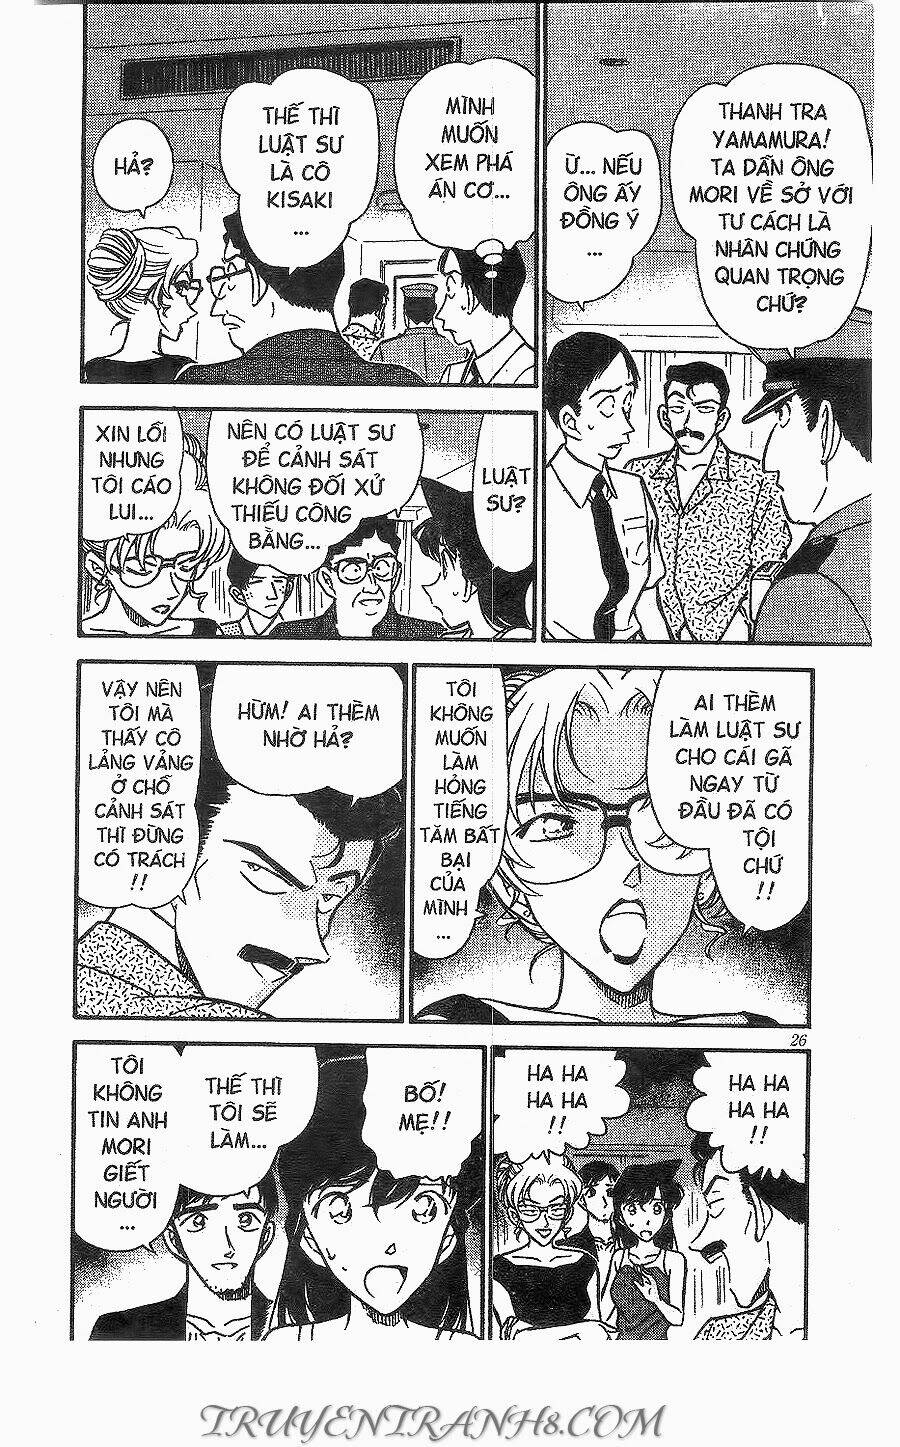 THANH TRA
YAMAMURA!
TA DẪN ÔNG
MORI VỀ SỞ VỚI
TƯ CÁCH LÀ
NHÂN CHỨNG
QUAN TRỌNG
CHỨ?
Ừ... NẾU
ÔNG ẤY
ĐỒNG Ý
...
MÌNH
MUỐN
XEM PHÁ
ÁN CƠ...
THẾ THÌ
LUẬT SƯ
LÀ CÔ
KISAKI
...
HẢ?
LUẬT
SƯ?
NÊN CÓ LUẬT SƯ
ĐỂ CẢNH SÁT
KHÔNG ĐỐI XỬ
THIẾU CÔNG
BẰNG...
XIN LỖI
NHƯNG
TÔI CÁO
LUI...
AI THÈM
LÀM LUẬT SƯ
CHO CÁI GÃ
NGAY TỪ
ĐẦU ĐÃ CÓ
TỘI
CHỨ
!!
TÔI
KHÔNG
MUỐN
LÀM
HỎNG
TIẾNG
TĂM BẤT
BẠI
CỦA
MÌNH
...
HỪM! AI THÈM
NHỜ HẢ?
VẬY NÊN
TÔI MÀ
THẤY CÔ
LẢNG VẢNG
Ở CHỖ
CẢNH SÁT
THÌ ĐỪNG
CÓ TRÁCH
!!
26
HA HA
HA HA
!!
HA HA
HA HA
!!
BỐ!
MẸ!!
THẾ THÌ
TÔI SẼ
LÀM...
TÔI
KHÔNG
TIN ANH
MORI
GIẾT
NGƯỜI
...
TRUYENTRANH8.COM